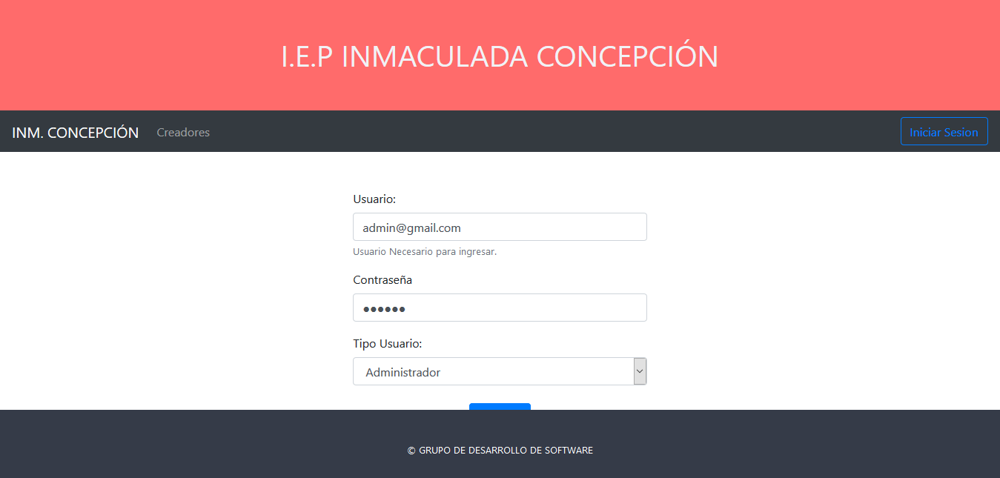 I.E.P INMACULADA CONCEPCIÓN
INM. CONCEPCIÓN Creadores Iniciar Sesion
Usuario:
admin@gmail.com
Usuario Necesario para ingresar.
Contraseña
●●●●●●
Tipo Usuario:
Administrador
© GRUPO DE DESARROLLO DE SOFTWARE